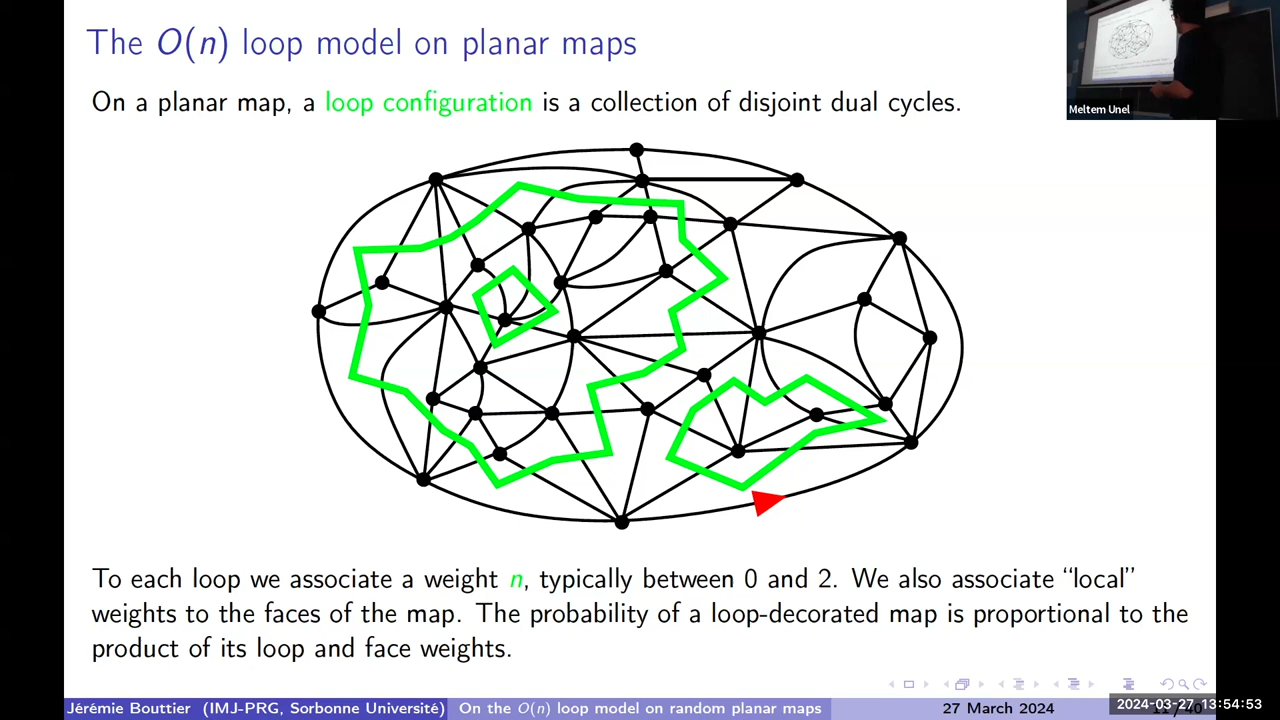 The O(n) loop model on planar maps
On a planar map, a loop configuration is a collection of disjoint dual cycles.
Meltem Unel
To each loop we associate a weight n, typically between 0 and 2. We also associate “local”
weights to the faces of the map. The probability of a loop-decorated map is proportional to the
product of its loop and face weights.
Jérémie Bouttier (IMJ-PRG, Sorbonne Université) On the O(n) loop model on random planar maps 27 March 2024
2024-03-27 13:54:53